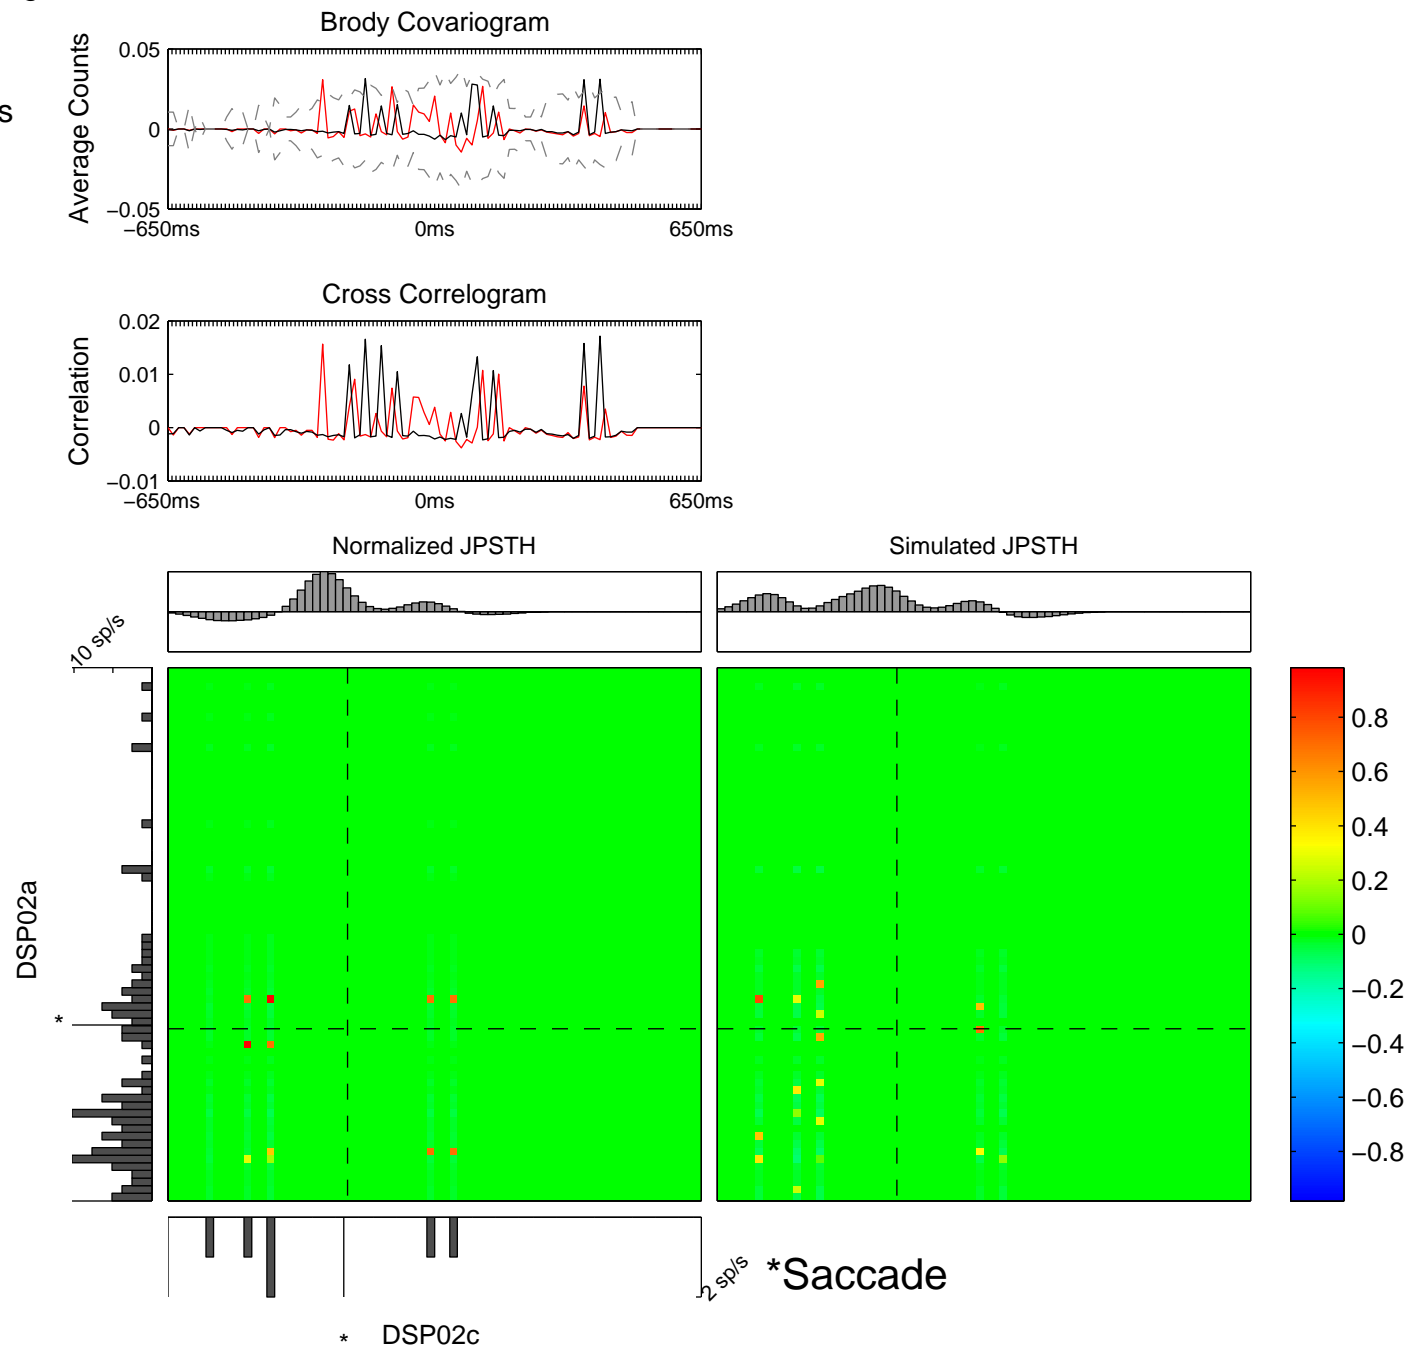 Brody Covariogram
s
Average Counts
0.05
0
−0.05
−650ms
0ms
650ms
Cross Correlogram
Correlation
0.02
0.01
0
−0.01
−650ms
0ms
650ms
Normalized JPSTH
Simulated JPSTH
10 sp/s
DSP02a
*
0.8
0.6
0.4
0.2
0
−0.2
−0.4
−0.6
−0.8
2 sp/s
*Saccade
* DSP02c